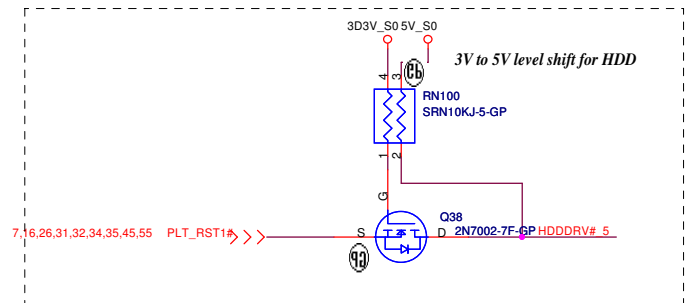 3D3V_S0 5V_S0
3V to 5V level shift for HDD
4 3
RN100
SRN10KJ-5-GP
1 2
G
Q38
7,16,26,31,32,34,35,45,55 PLT_RST1# S D 2N7002-7F-GP HDDDRV#_5